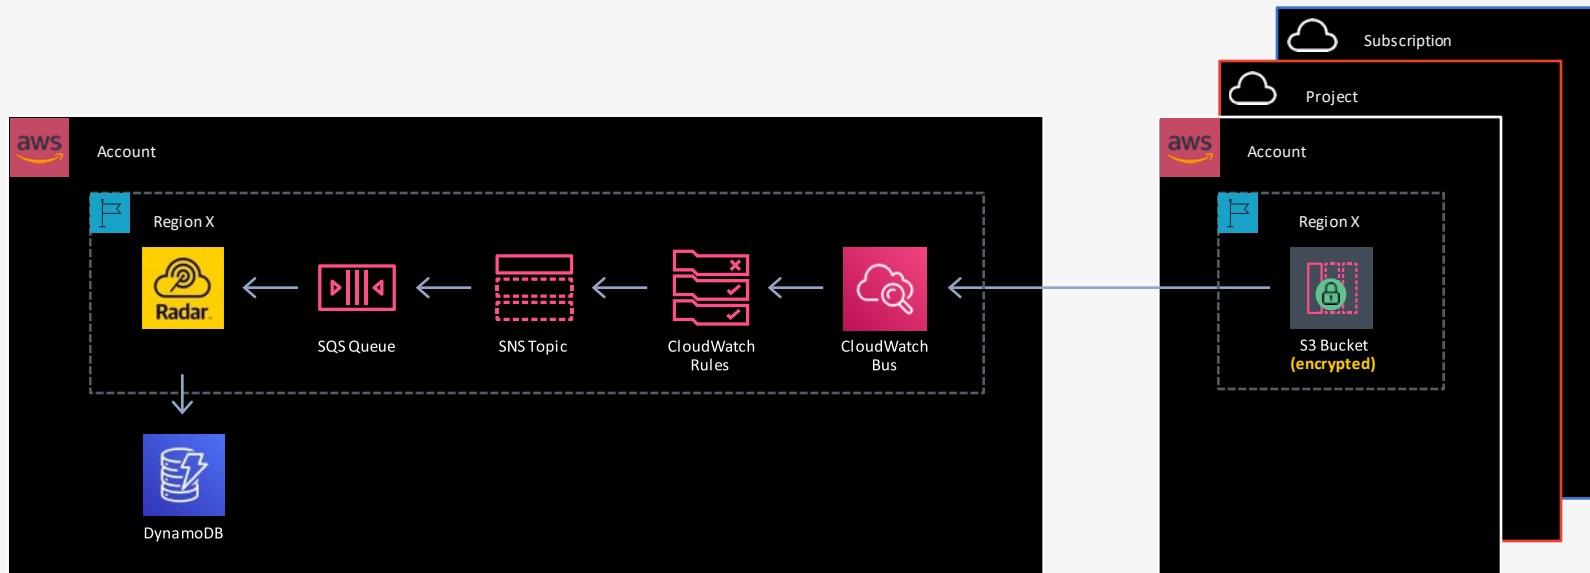 Subscription
Project
aws
Account
aws
Account
Region X
Region X
Radar
SQS Queue
SNS Topic
CloudWatch
Rules
CloudWatch
Bus
S3 Bucket
(encrypted)
DynamoDB